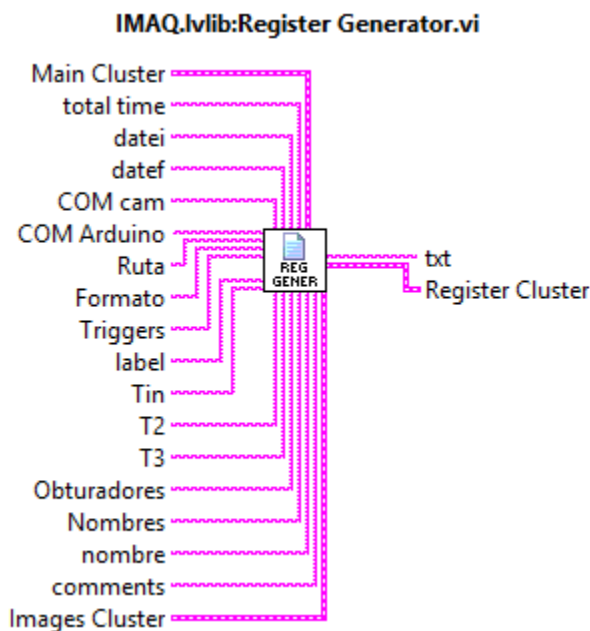 IMAQ.lvlib:Register Generator.vi
Main Cluster
total time
datei
datef
COM cam
COM Arduino
Ruta
Formato
Triggers
label
Tin
T2
T3
Obturadores
Nombres
nombre
comments
Images Cluster
REG
GENER
txt
Register Cluster